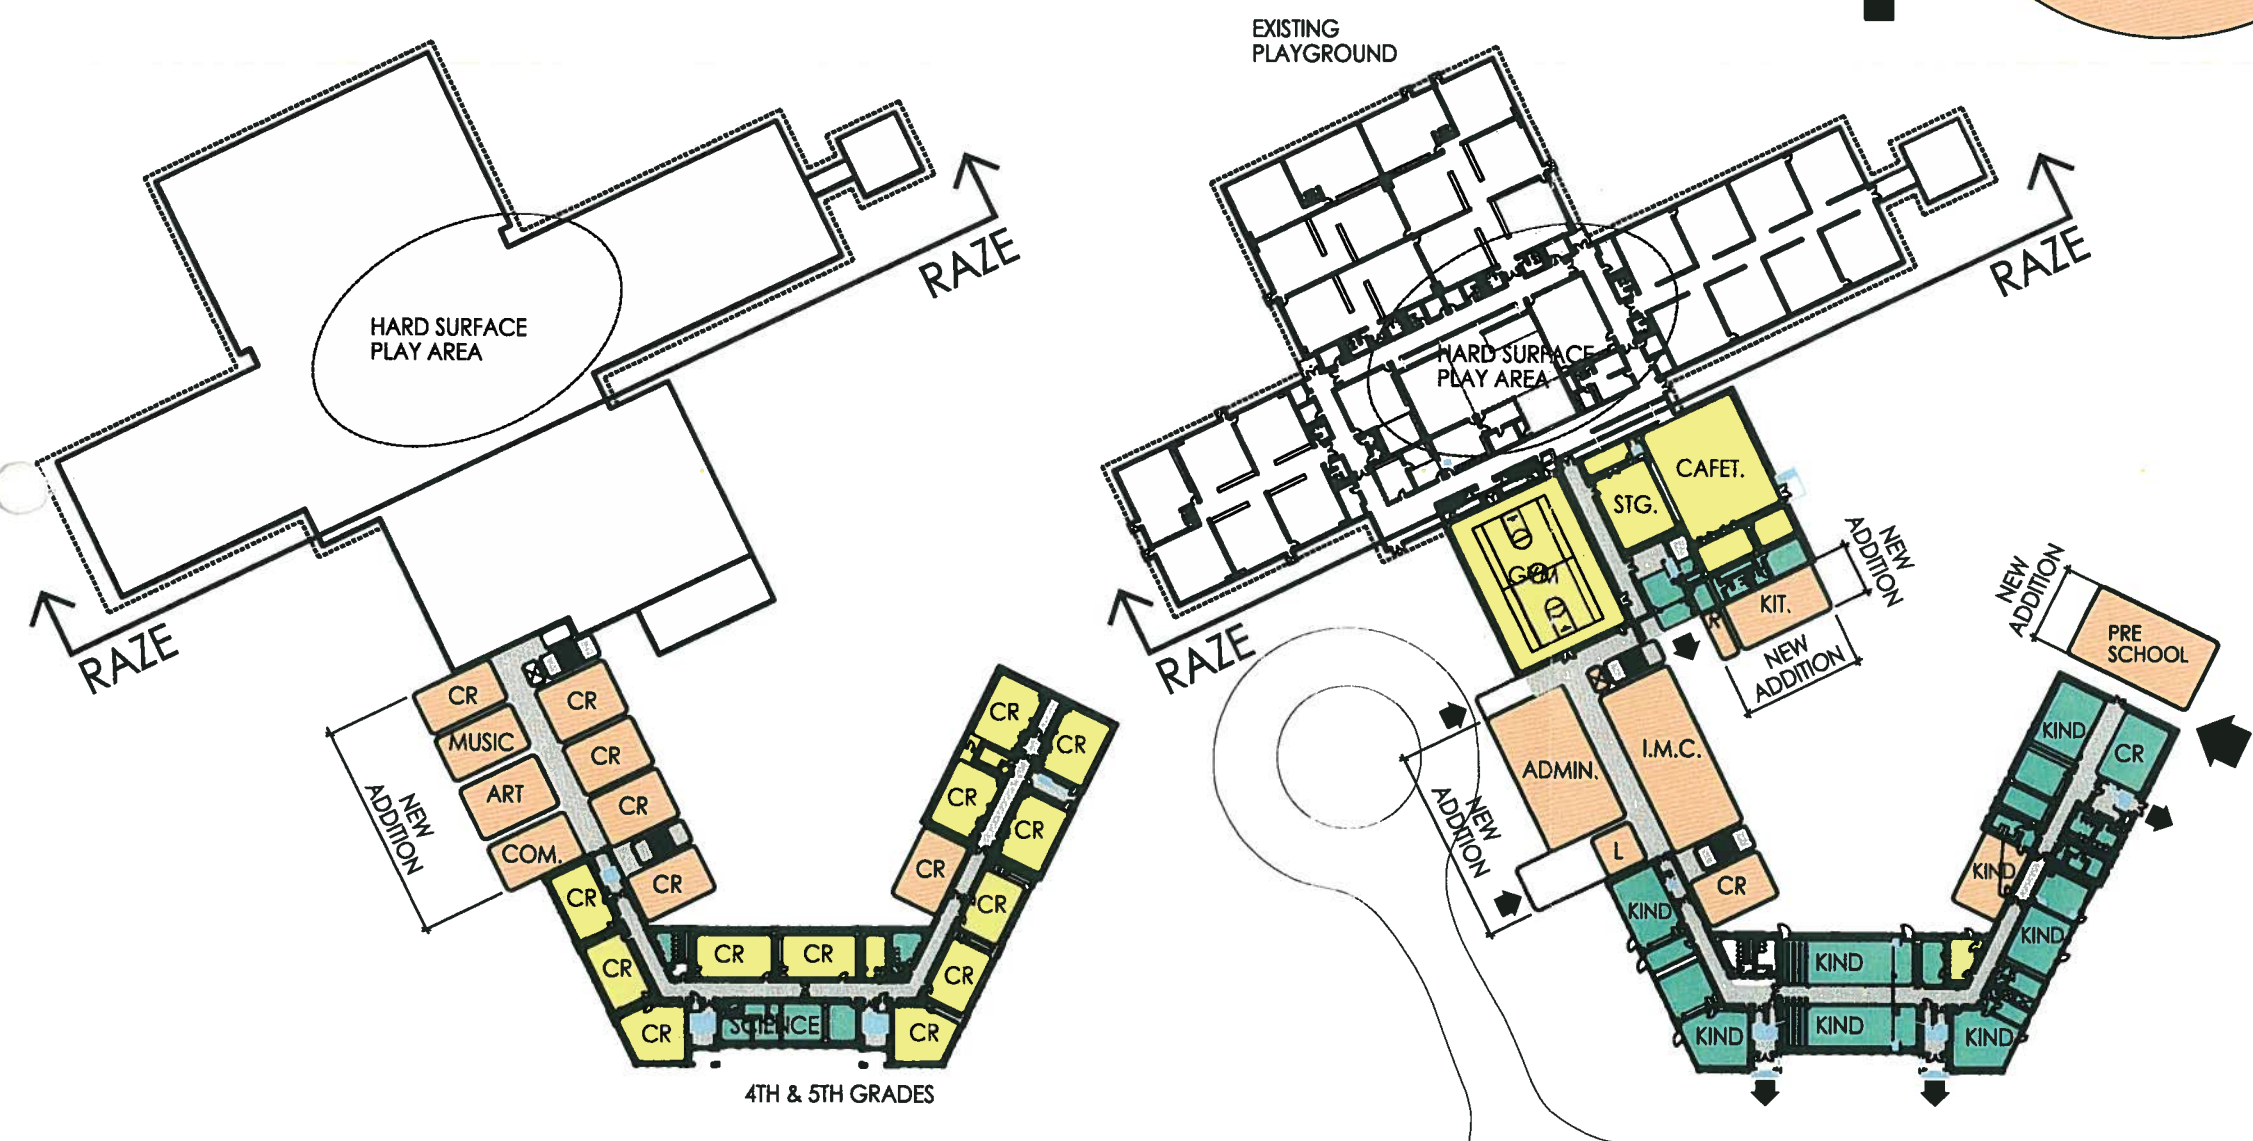 EXISTING
PLAYGROUND
HARD SURFACE
PLAY AREA
RAZE
RAZE
CR
MUSIC
ART
COM.
CR
CR
CR
CR
NEW
ADDITION
CR
CR
CR
CR
CR
SCIENCE
CR
CR
CR
CR
CR
CR
CR
CR
CR
4TH & 5TH GRADES
HARD SURFACE
PLAY AREA
RAZE
RAZE
CAFET.
STG.
GYM
KIT.
NEW
ADDITION
NEW
ADDITION
ADMIN.
I.M.C.
L
CR
NEW
ADDITION
KIND
KIND
KIND
KIND
KIND
KIND
KIND
KIND
CR
NEW
ADDITION
PRE
SCHOOL